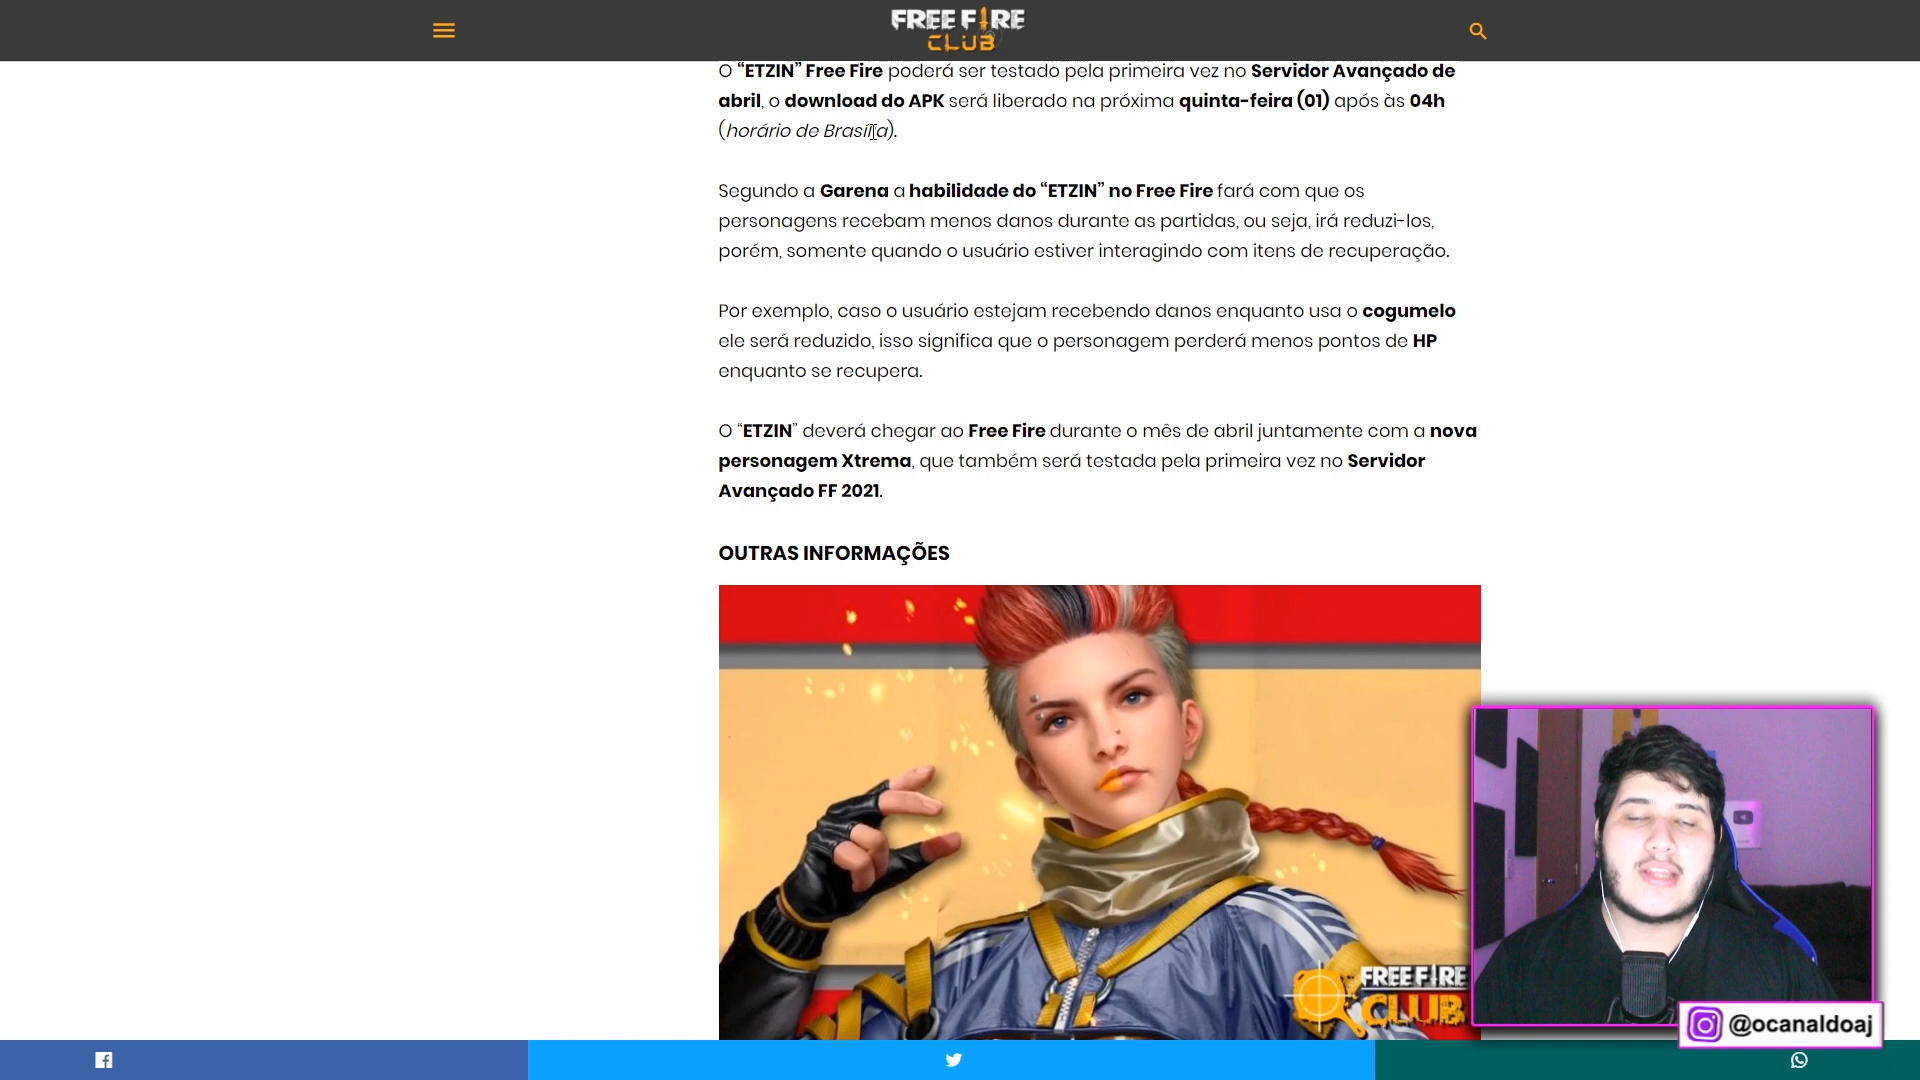 FREE FIRE
CLUB
O “ETZIN” Free Fire poderá ser testado pela primeira vez no Servidor Avançado de
abril, o download do APK será liberado na próxima quinta-feira (01) após às 04h
(horário de Brasília).
Segundo a Garena a habilidade do “ETZIN” no Free Fire fará com que os
personagens recebam menos danos durante as partidas, ou seja, irá reduzi-los,
porém, somente quando o usuário estiver interagindo com itens de recuperação.
Por exemplo, caso o usuário estejam recebendo danos enquanto usa o cogumelo
ele será reduzido, isso significa que o personagem perderá menos pontos de HP
enquanto se recupera.
O “ETZIN” deverá chegar ao Free Fire durante o mês de abril juntamente com a nova
personagem Xtrema, que também será testada pela primeira vez no Servidor
Avançado FF 2021.
OUTRAS INFORMAÇÕES
FREE FIRE
CLUB
@ocanaldoaj